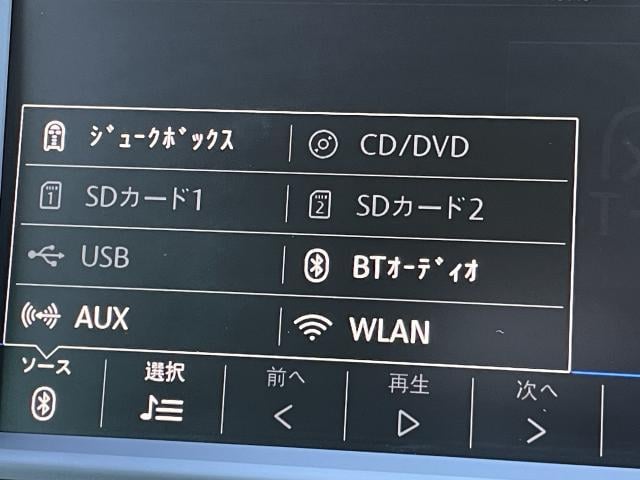 ｼﾞｭｰｸﾎﾞｯｸｽ
CD/DVD
1
SDカード1
2
SDカード2
USB
BTｵｰﾃﾞｨｵ
AUX
WLAN
ソース
選択
前へ
再生
次へ